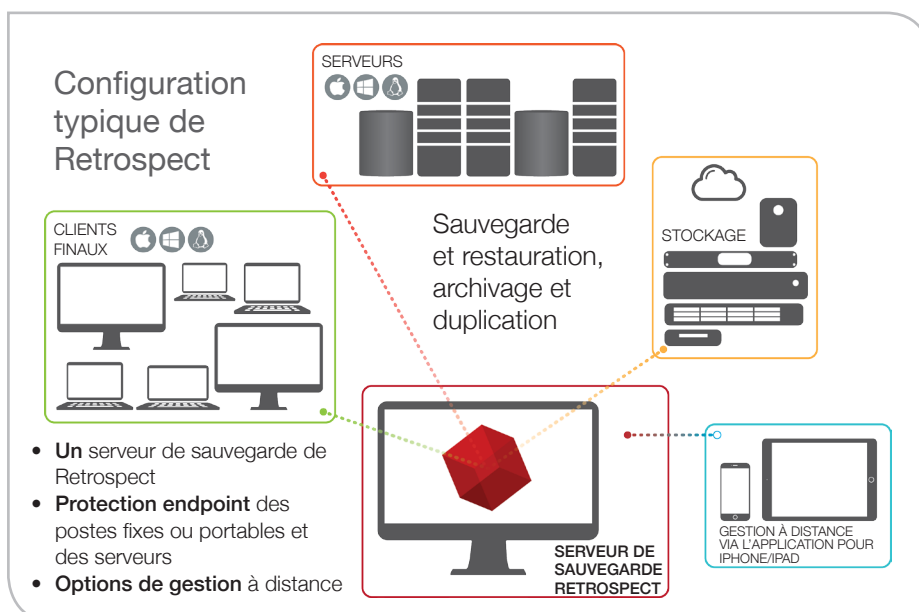 Configuration
typique de
Retrospect
SERVEURS
CLIENTS
FINAUX
Sauvegarde
et restauration,
archivage et
duplication
STOCKAGE
• Un serveur de sauvegarde de
Retrospect
• Protection endpoint des
postes fixes ou portables et
des serveurs
• Options de gestion à distance
SERVEUR DE
SAUVEGARDE
RETROSPECT
GESTION À DISTANCE
VIA L'APPLICATION POUR
IPHONE/IPAD